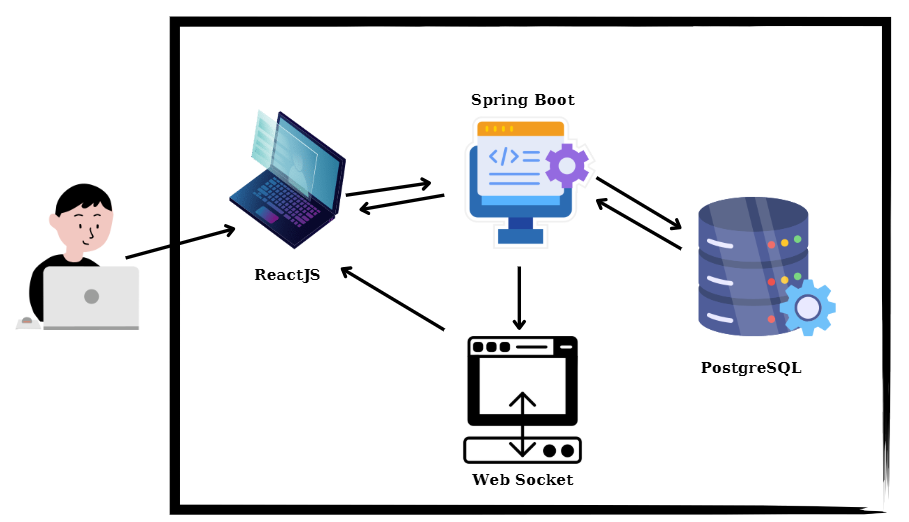 Spring Boot
ReactJS
PostgreSQL
Web Socket